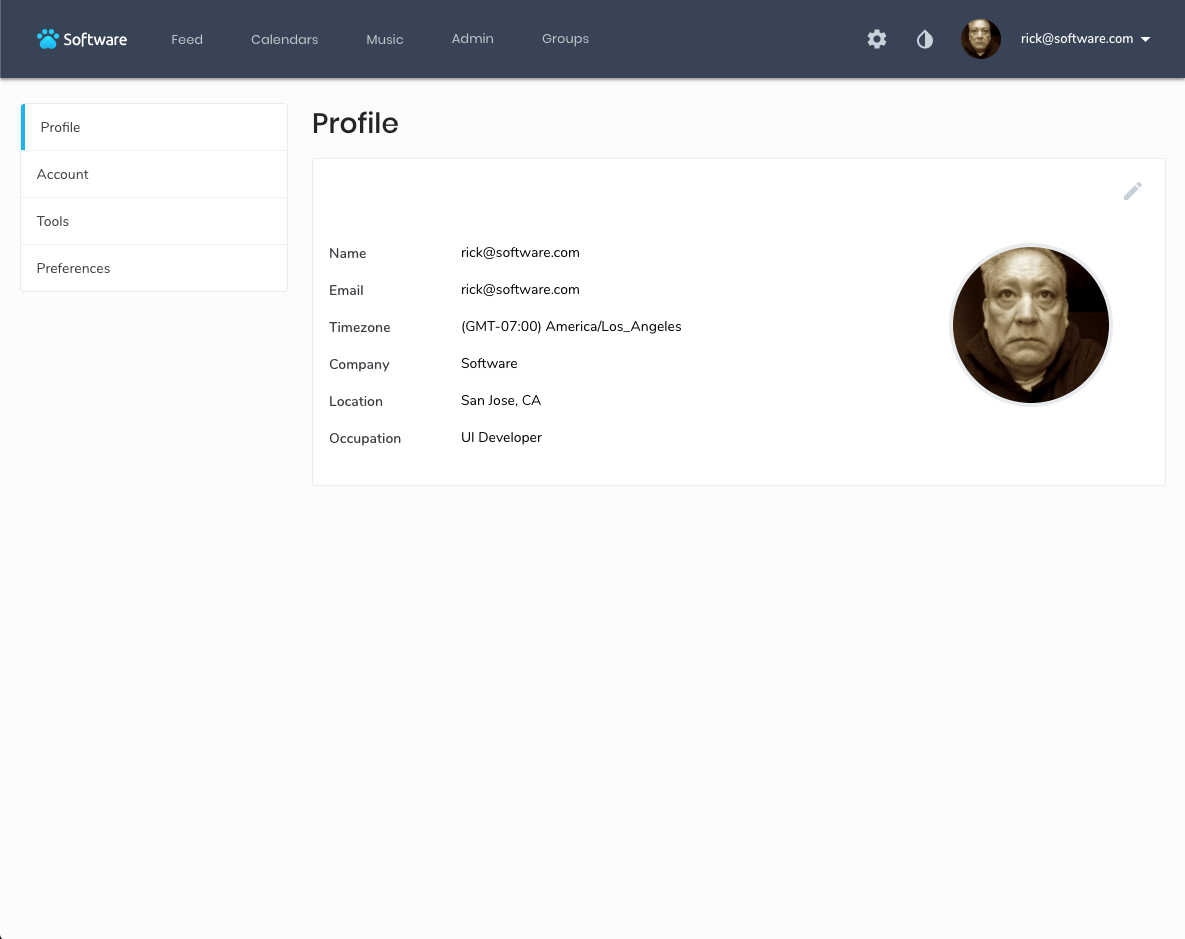 Software Feed Calendars Music Admin Groups rick@software.com
Profile
Account
Tools
Preferences
Profile
Name rick@software.com
Email rick@software.com
Timezone (GMT-07:00) America/Los_Angeles
Company Software
Location San Jose, CA
Occupation UI Developer